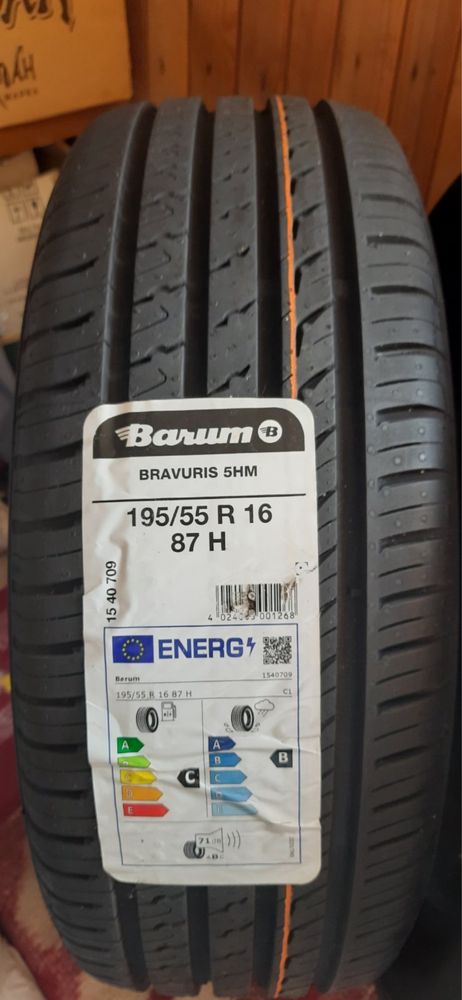 Barum B
BRAVURIS 5HM
195/55 R 16
87 H
15 40 709
ENERG
Barum
1540709
195/55 R 16 87 H
C1
A
B
C
D
E
C
A
B
C
D
E
B
71 dB
ABC